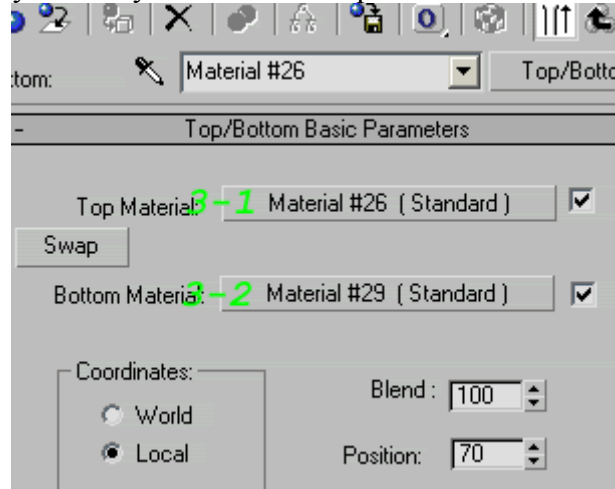 tom: Material #26 Top/Botto
- Top/Bottom Basic Parameters
Top Material: 3-1 Material #26 ( Standard )
Swap
Bottom Material: 3-2 Material #29 ( Standard )
Coordinates:
World
Local
Blend : 100
Position: 70